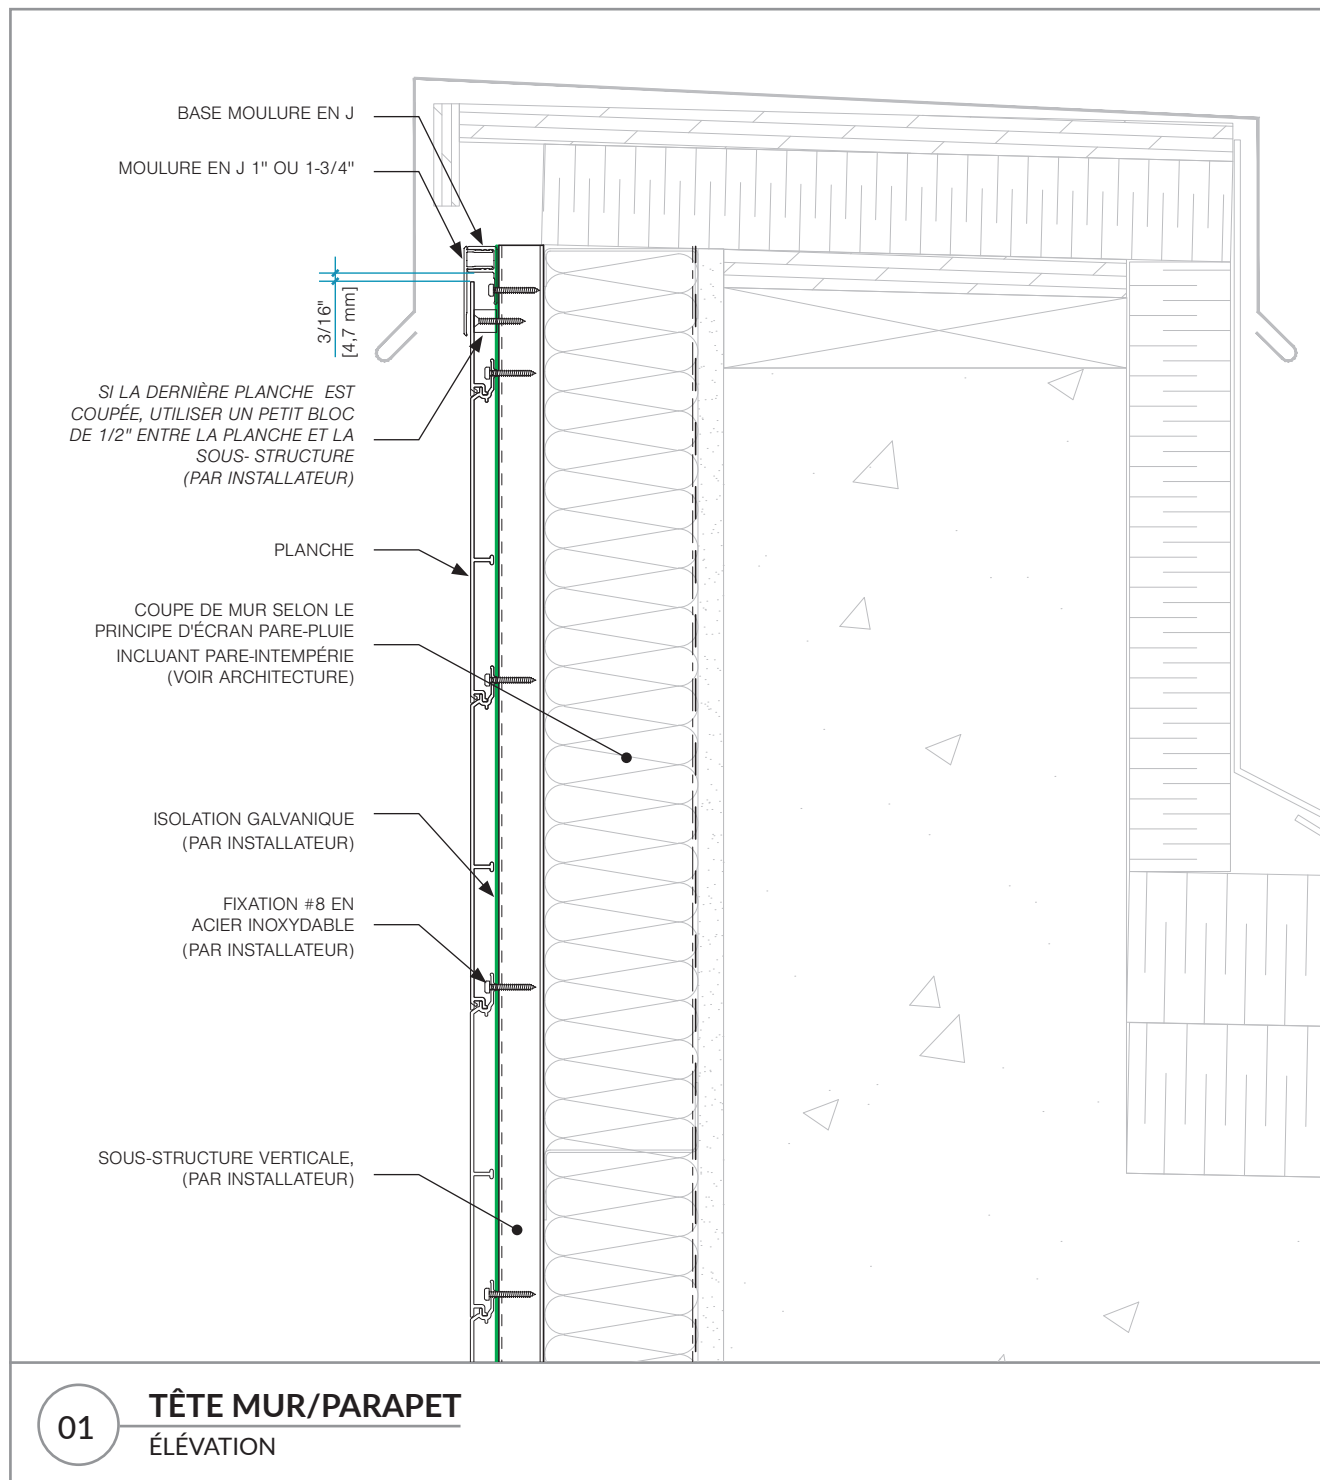 BASE MOULURE EN J
MOULURE EN J 1" OU 1-3/4"
3/16"
[4,7 mm]
SI LA DERNIÈRE PLANCHE EST
COUPÉE, UTILISER UN PETIT BLOC
DE 1/2" ENTRE LA PLANCHE ET LA
SOUS- STRUCTURE
(PAR INSTALLATEUR)
PLANCHE
COUPE DE MUR SELON LE
PRINCIPE D'ÉCRAN PARE-PLUIE
INCLUANT PARE-INTEMPÉRIE
(VOIR ARCHITECTURE)
ISOLATION GALVANIQUE
(PAR INSTALLATEUR)
FIXATION #8 EN
ACIER INOXYDABLE
(PAR INSTALLATEUR)
SOUS-STRUCTURE VERTICALE,
(PAR INSTALLATEUR)
01
TÊTE MUR/PARAPET
ÉLÉVATION